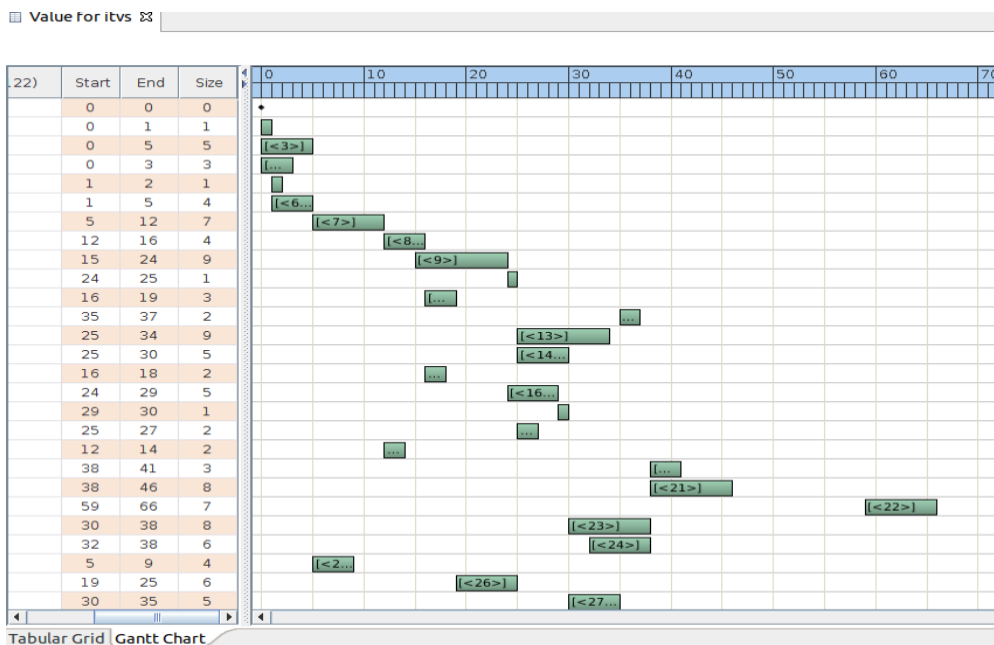 Value for itvs
.22) Start End Size 0 10 20 30 40 50 60 70
0 0 0
0 1 1
0 5 5 [<3>]
0 3 3 [...
1 2 1
1 5 4 [<6...
5 12 7 [<7>]
12 16 4 [<8...
15 24 9 [<9>]
24 25 1
16 19 3 [...
35 37 2 ...
25 34 9 [<13>]
25 30 5 [<14...
16 18 2 ...
24 29 5 [<16...
29 30 1
25 27 2 ...
12 14 2 ...
38 41 3 [...
38 46 8 [<21>]
59 66 7 [<22>]
30 38 8 [<23>]
32 38 6 [<24>]
5 9 4 [<2...
19 25 6 [<26>]
30 35 5 [<27...
Tabular Grid Gantt Chart